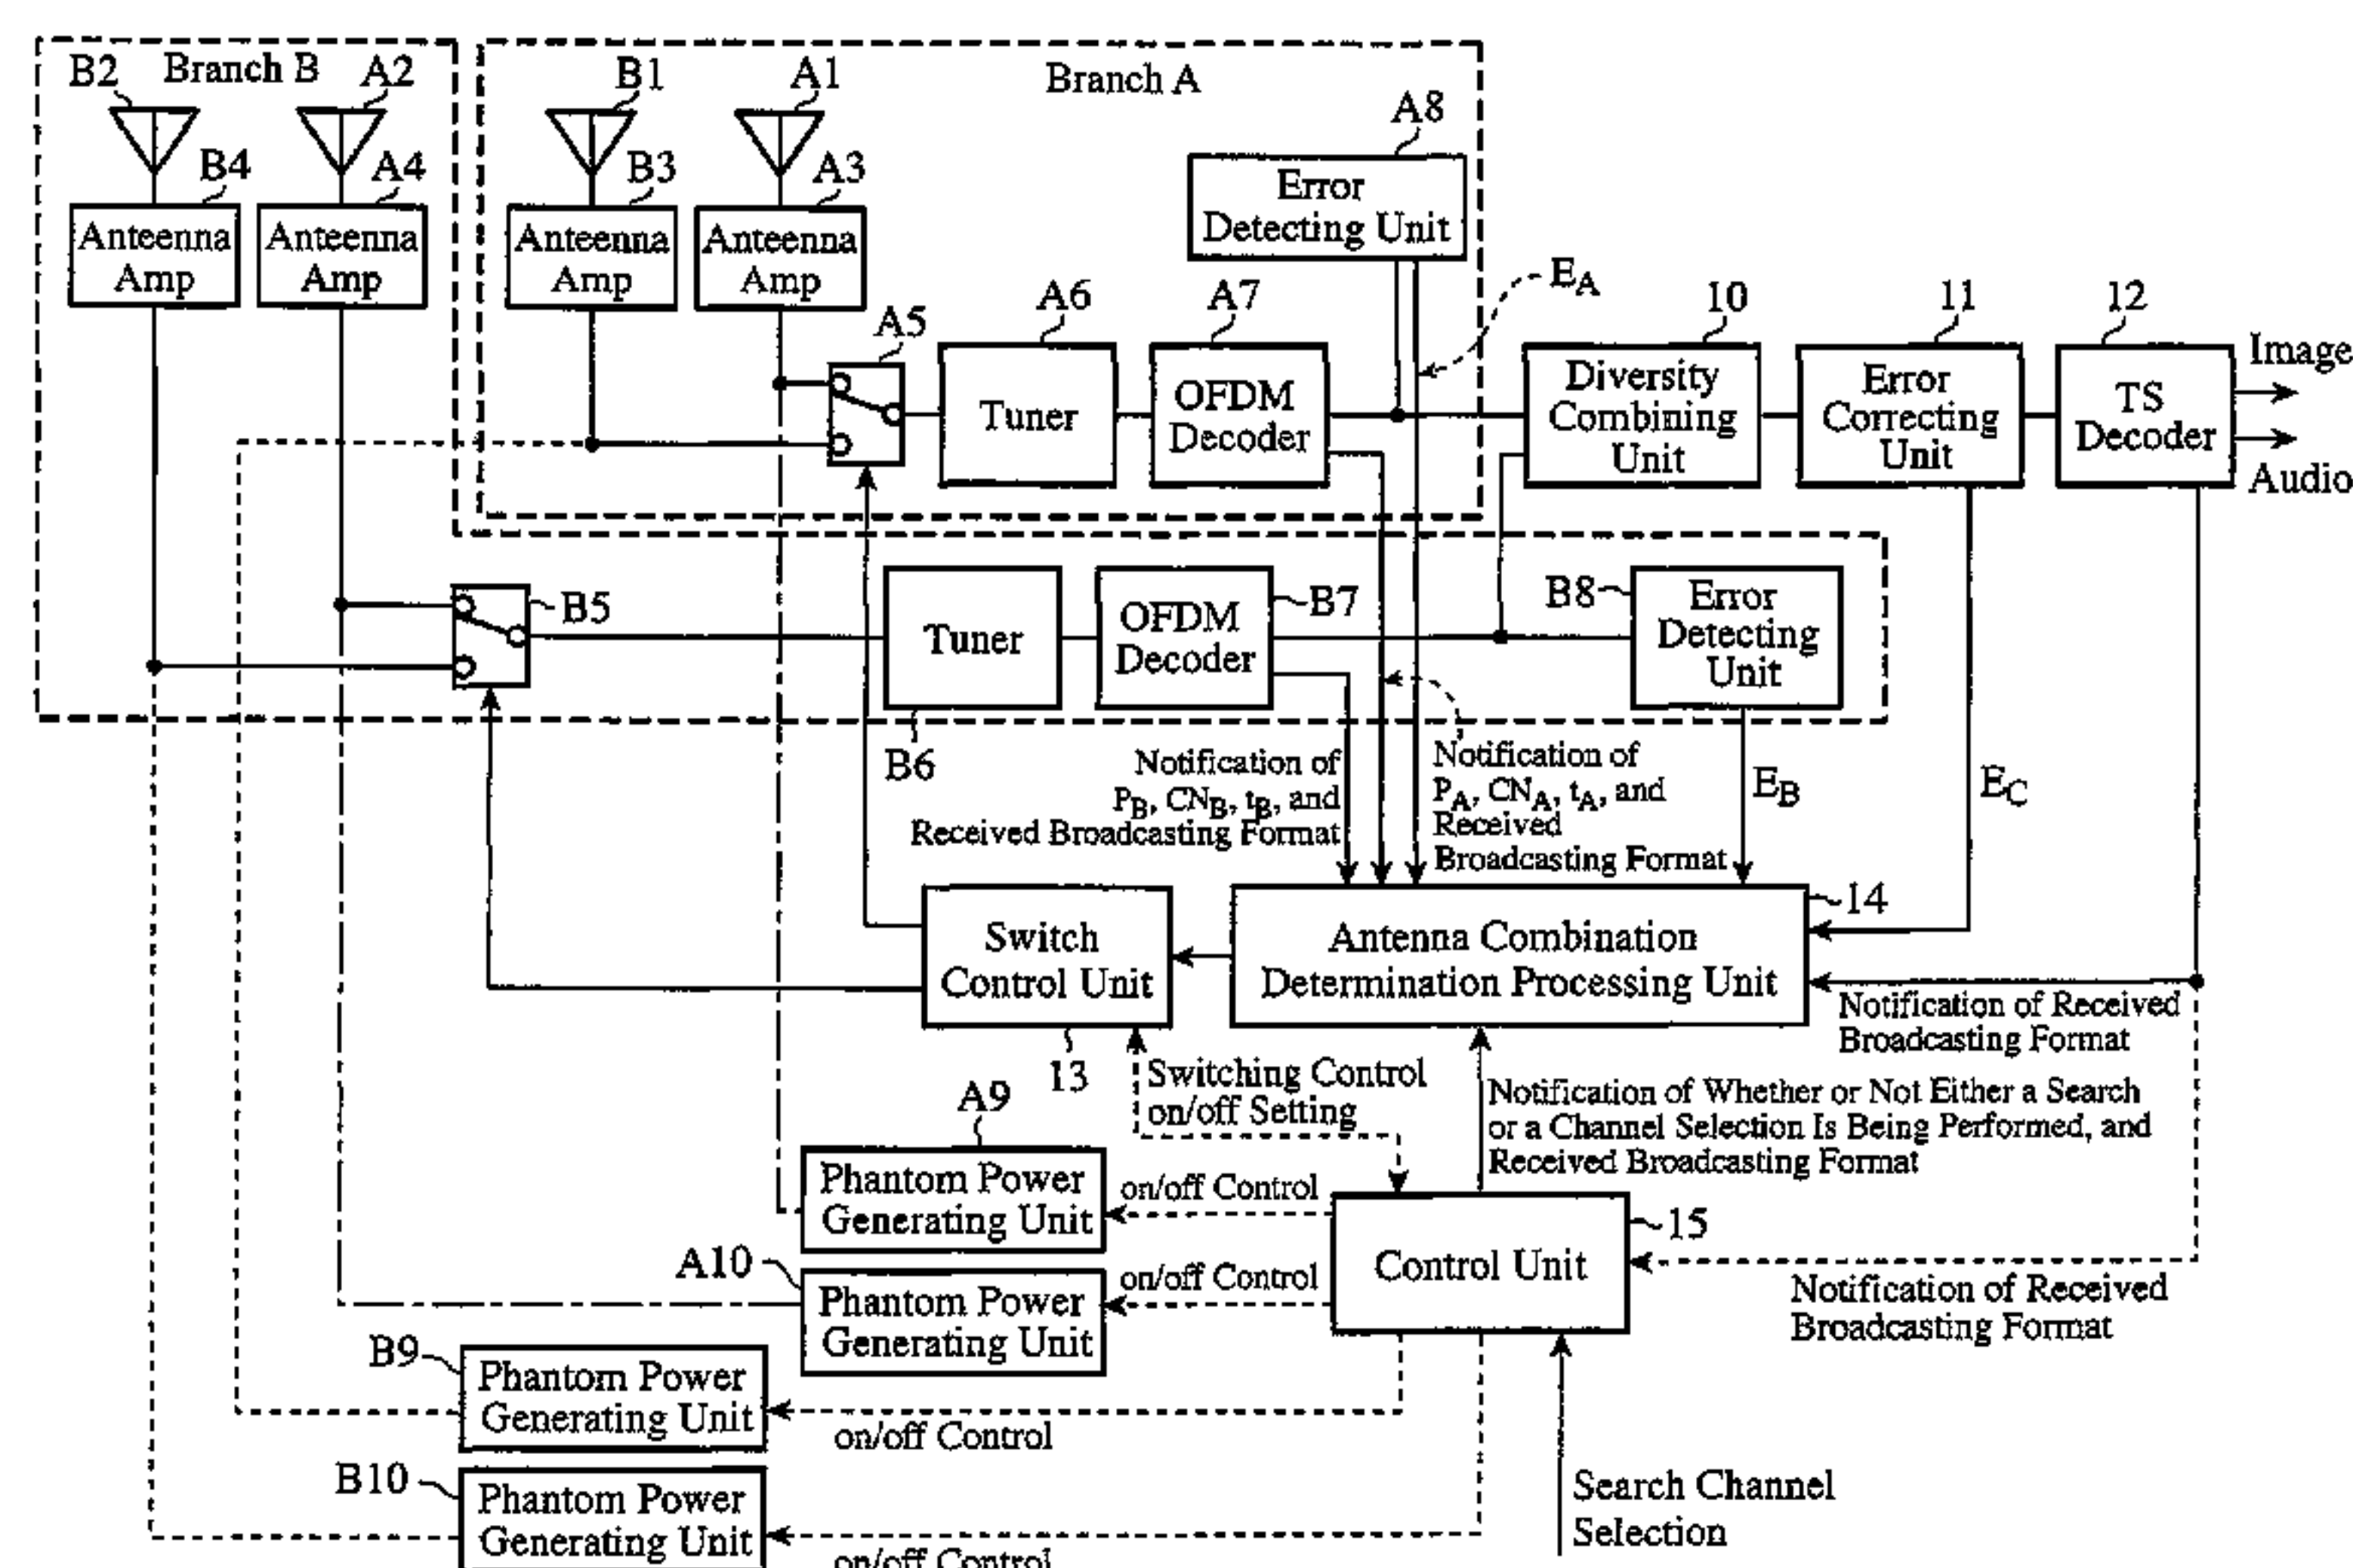 B2
Branch B
A2
B1
A1
Branch A
A8
B4
A4
B3
A3
Error
Detecting Unit
Anteenna
Amp
Anteenna
Amp
Anteenna
Amp
Anteenna
Amp
EA
A5
A6
A7
10
11
12
Tuner
OFDM
Decoder
Diversity
Combining
Unit
Error
Correcting
Unit
TS
Decoder
Image
Audio
B5
Tuner
B6
OFDM
Decoder
B7
B8
Error
Detecting
Unit
Notification of
PB, CNB, tB, and
Received Broadcasting Format
Notification of
PA, CNA, tA, and
Received
Broadcasting Format
EB
EC
Switch
Control Unit
13
Antenna Combination
Determination Processing Unit
14
Notification of Received
Broadcasting Format
Switching Control
on/off Setting
Notification of Whether or Not Either a Search
or a Channel Selection Is Being Performed, and
Received Broadcasting Format
A9
Phantom Power
Generating Unit
on/off Control
15
Control Unit
A10
Phantom Power
Generating Unit
on/off Control
Notification of Received
Broadcasting Format
B9
Phantom Power
Generating Unit
on/off Control
B10
Phantom Power
Generating Unit
on/off Control
Search Channel
Selection